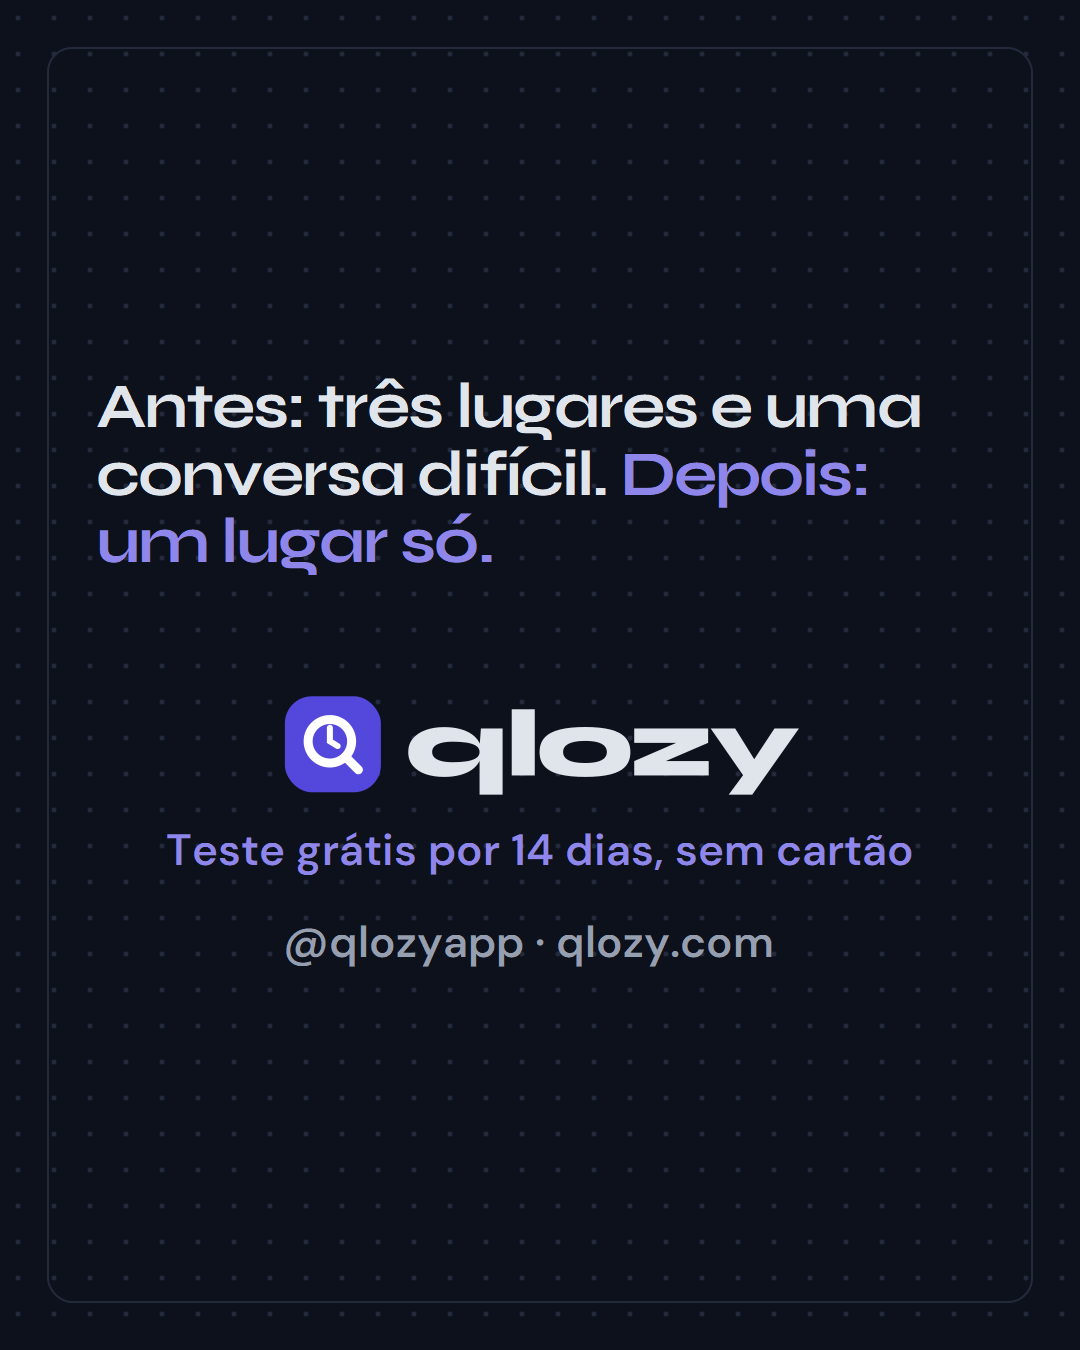 Antes: três lugares e uma
conversa difícil. Depois:
um lugar só.
qlozy
Teste grátis por 14 dias, sem cartão
@qlozyapp · qlozy.com